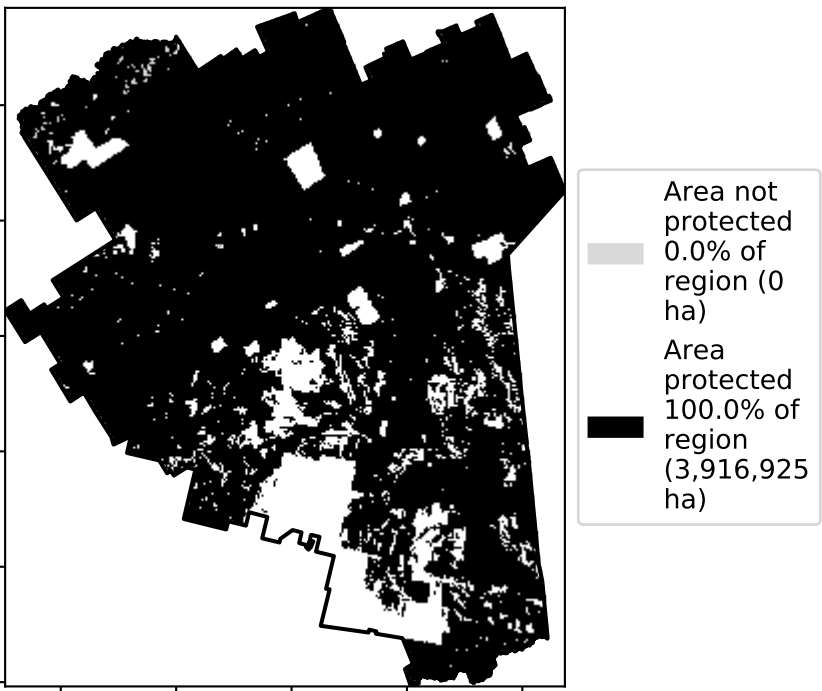 Area not
protected
0.0% of
region (0
ha)
Area
protected
100.0% of
region
(3,916,925
ha)